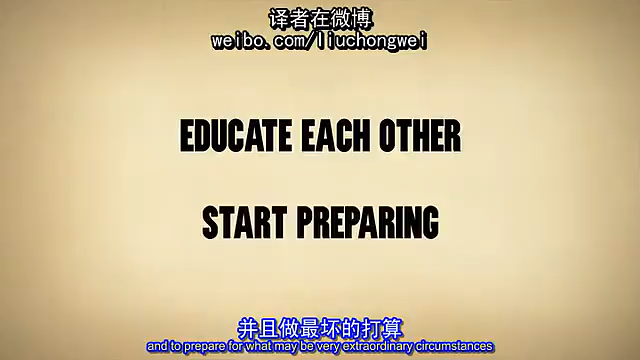 译者在微博
weibo.com/liuchongwei
EDUCATE EACH OTHER
START PREPARING
并且做最坏的打算
and to prepare for what may be very extraordinary circumstances